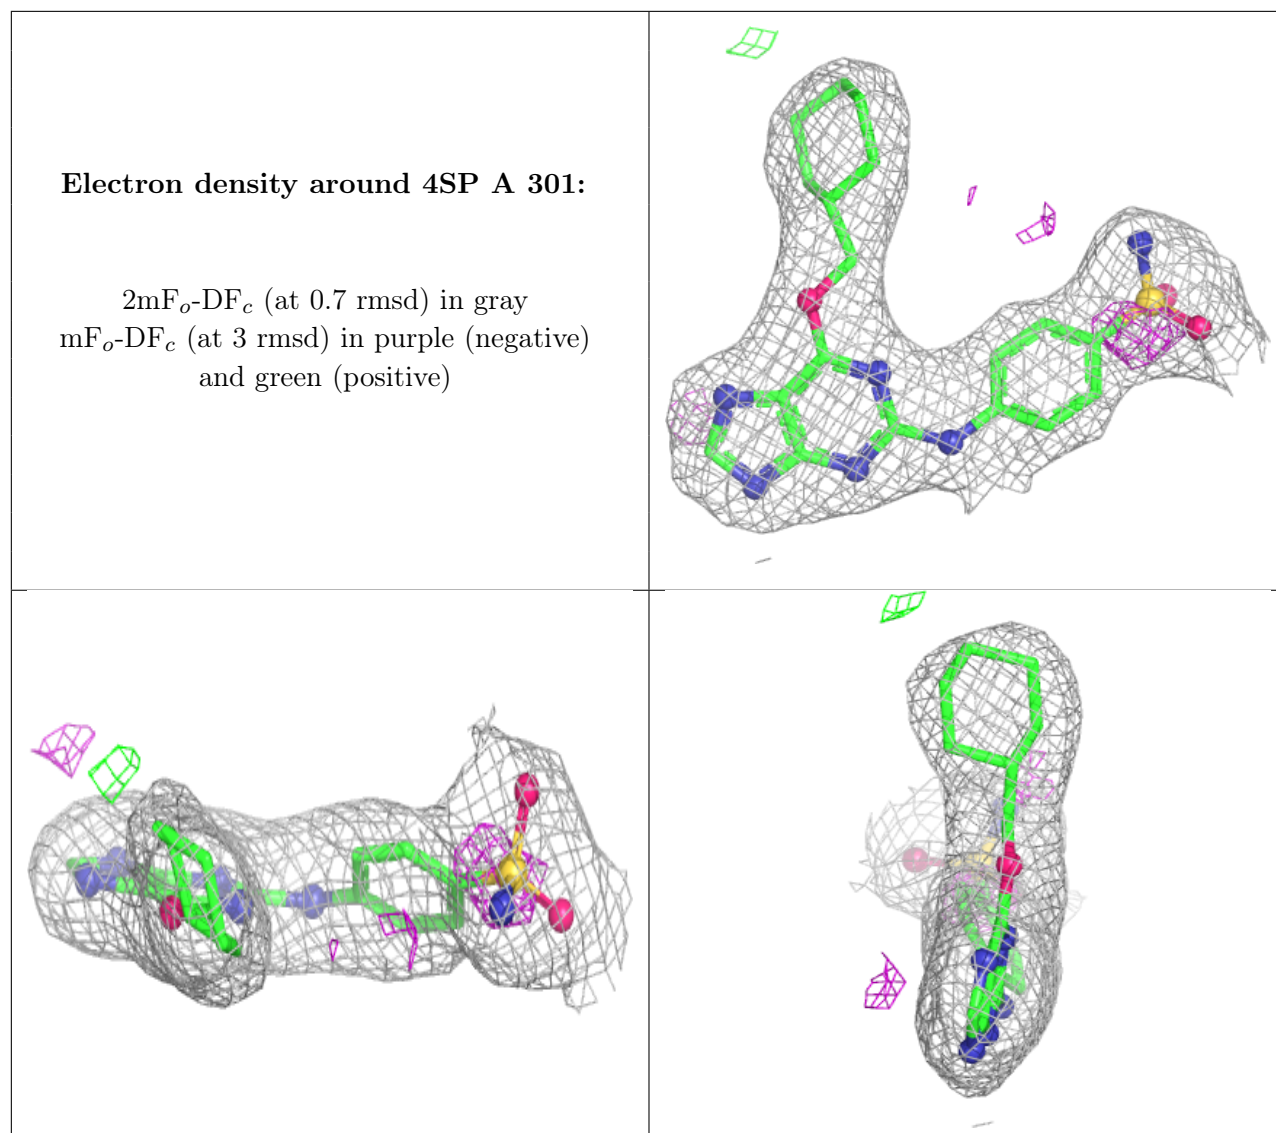 Electron density around 4SP A 301:
2mFo-DFc (at 0.7 rmsd) in gray
mFo-DFc (at 3 rmsd) in purple (negative)
and green (positive)